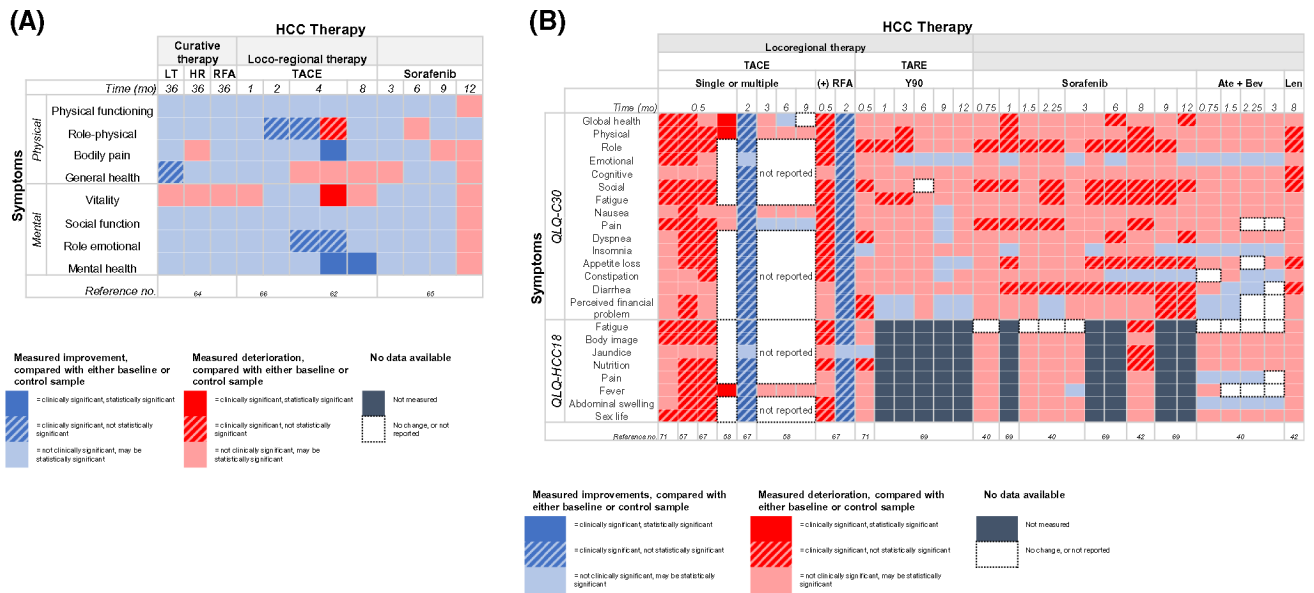 (A)
HCC Therapy
Curative therapy
Loco-regional therapy
LT HR RFA TACE Sorafenib
Time (mo) 36 36 36 1 2 4 8 3 6 9 12
Symptoms
Physical
Physical functioning
Role-physical
Bodily pain
General health
Mental
Vitality
Social function
Role emotional
Mental health
Reference no. 64 66 62 65
Measured improvement, compared with either baseline or control sample
= clinically significant, statistically significant
= clinically significant, not statistically significant
= not clinically significant, may be statistically significant
Measured deterioration, compared with either baseline or control sample
= clinically significant, statistically significant
= clinically significant, not statistically significant
= not clinically significant, may be statistically significant
No data available
Not measured
No change, or not reported
(B)
HCC Therapy
Locoregional therapy
TACE TARE
Single or multiple (+) RFA Y90 Sorafenib Ate + Bev Len
Time (mo) 0.5 2 3 6 9 0.5 2 0.5 1 3 6 9 12 0.75 1 1.5 2.25 3 6 8 9 12 0.75 1.5 2.25 3 8
Symptoms
QLQ-C30
Global health
Physical
Role
Emotional
Cognitive
not reported
Social
Fatigue
Nausea
Pain
Dyspnea
Insomnia
Appetite loss
Constipation
not reported
Diarrhea
Perceived financial problem
QLQ-HCC18
Fatigue
Body image
Jaundice
not reported
Nutrition
Pain
Fever
Abdominal swelling
not reported
Sex life
Reference no. 71 57 67 58 67 58 67 71 69 40 69 40 69 42 69 40 42
Measured improvements, compared with either baseline or control sample
= clinically significant, statistically significant
= clinically significant, not statistically significant
= not clinically significant, may be statistically significant
Measured deterioration, compared with either baseline or control sample
= clinically significant, statistically significant
= clinically significant, not statistically significant
= not clinically significant, may be statistically significant
No data available
Not measured
No change, or not reported